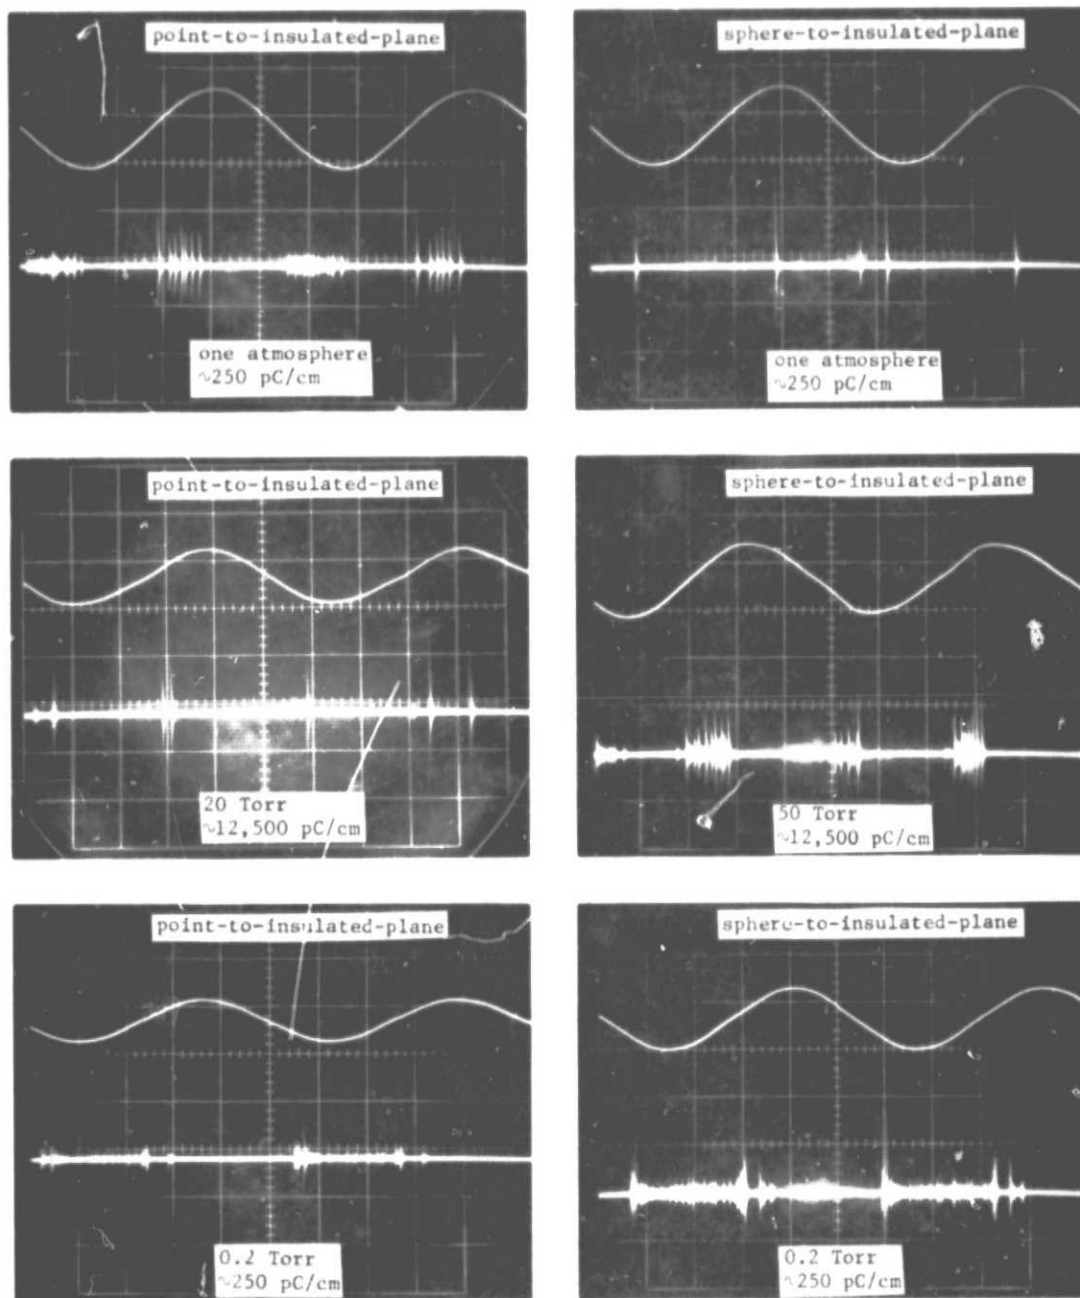 point-to-insulated-plane
sphere-to-insulated-plane
one atmosphere
~250 pC/cm
one atmosphere
~250 pC/cm
point-to-insulated-plane
sphere-to-insulated-plane
20 Torr
~12,500 pC/cm
50 Torr
~12,500 pC/cm
point-to-insulated-plane
sphere-to-insulated-plane
0.2 Torr
~250 pC/cm
0.2 Torr
~250 pC/cm